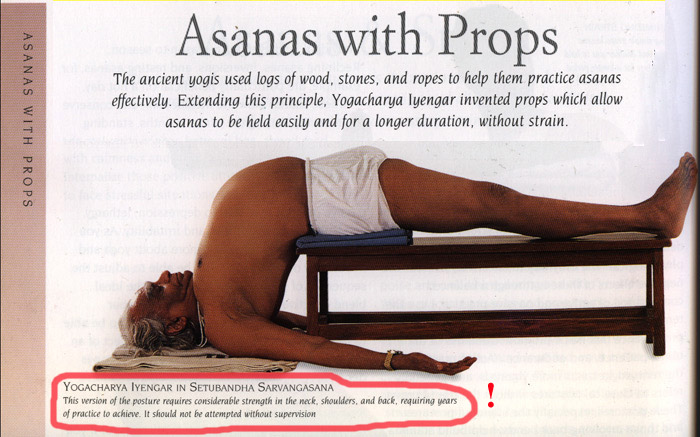 ASANAS WITH PROPS
Asanas with Props
The ancient yogis used logs of wood, stones, and ropes to help them practice asanas
effectively. Extending this principle, Yogacharya Iyengar invented props which allow
asanas to be held easily and for a longer duration, without strain.
YOGACHARYA IYENGAR IN SETUBANDHA SARVANGASANA
This version of the posture requires considerable strength in the neck, shoulders, and back, requiring years
of practice to achieve. It should not be attempted without supervision
!